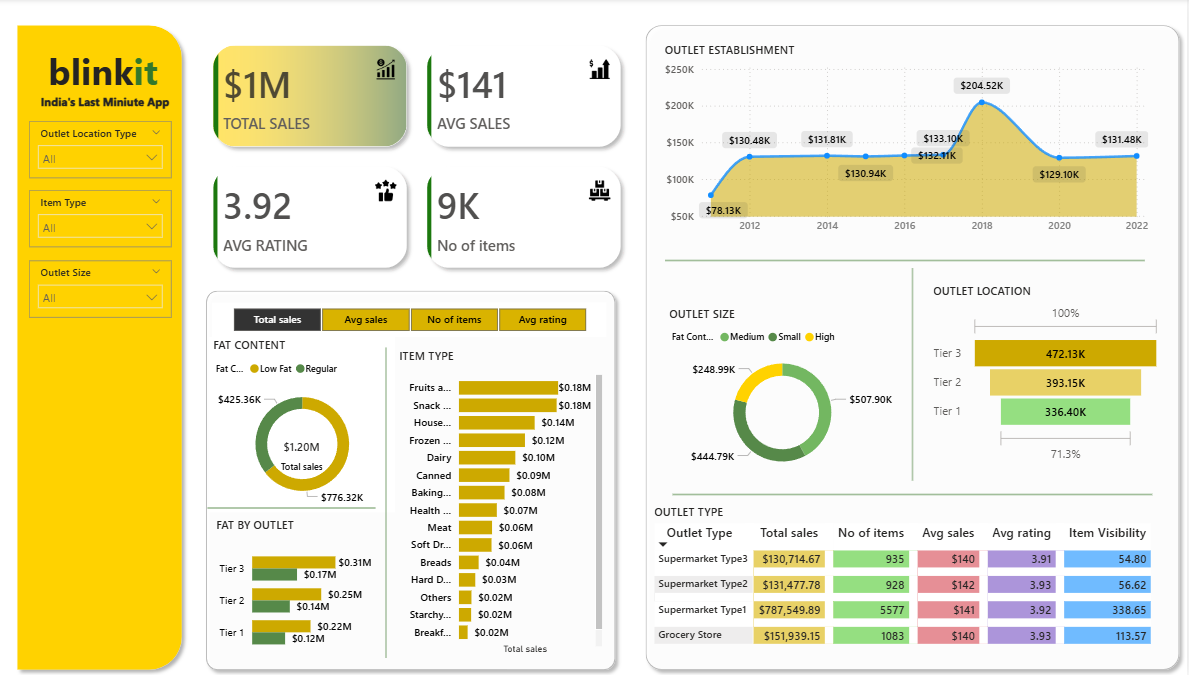 blinkit
India's Last Miniute App
Outlet Location Type
All
Item Type
All
Outlet Size
All
$1M
TOTAL SALES
$141
AVG SALES
3.92
AVG RATING
9K
No of items
Total sales Avg sales No of items Avg rating
FAT CONTENT
Fat C... Low Fat Regular
$425.36K
$1.20M
Total sales
$776.32K
FAT BY OUTLET
Tier 3 $0.31M
$0.17M
Tier 2 $0.25M
$0.14M
Tier 1 $0.22M
$0.12M
ITEM TYPE
Fruits a... $0.18M
Snack ... $0.18M
House... $0.14M
Frozen ... $0.12M
Dairy $0.10M
Canned $0.09M
Baking... $0.08M
Health ... $0.07M
Meat $0.06M
Soft Dr... $0.06M
Breads $0.04M
Hard D... $0.03M
Others $0.02M
Starchy... $0.02M
Breakf... $0.02M
Total sales
OUTLET ESTABLISHMENT
$250K
$200K
$150K
$100K
$50K
$78.13K
$130.48K
$131.81K
$130.94K
$133.10K
$132.11K
$204.52K
$129.10K
$131.48K
2012 2014 2016 2018 2020 2022
OUTLET SIZE
Fat Cont... Medium Small High
$248.99K
$507.90K
$444.79K
OUTLET LOCATION
100%
Tier 3 472.13K
Tier 2 393.15K
Tier 1 336.40K
71.3%
OUTLET TYPE
Outlet Type Total sales No of items Avg sales Avg rating Item Visibility
Supermarket Type3 $130,714.67 935 $140 3.91 54.80
Supermarket Type2 $131,477.78 928 $142 3.93 56.62
Supermarket Type1 $787,549.89 5577 $141 3.92 338.65
Grocery Store $151,939.15 1083 $140 3.93 113.57